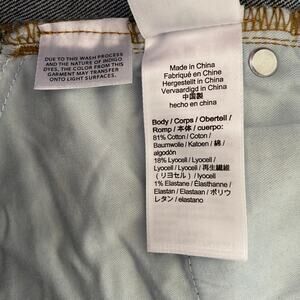 DUE TO THIS WASH PROCESS
AND THE NATURE OF INDIGO
DYES, THE COLOR FROM THIS
GARMENT MAY TRANSFER
ONTO LIGHT SURFACES.
Made in China
Fabriqué en Chine
Hergestellt in China
Vervaardigd in China
中国製
hecho en china
Body / Corps / Oberteil /
Romp / 本体 / cuerpo:
81% Cotton / Coton /
Baumwolle / Katoen / 綿 /
algodón
18% Lyocell / Lyocell /
Lyocell / Lyocell / 再生繊維
(リヨセル) / lyocell
1% Elastane / Élasthanne /
Elastan / Elastaan / ポリウ
レタン / elastano